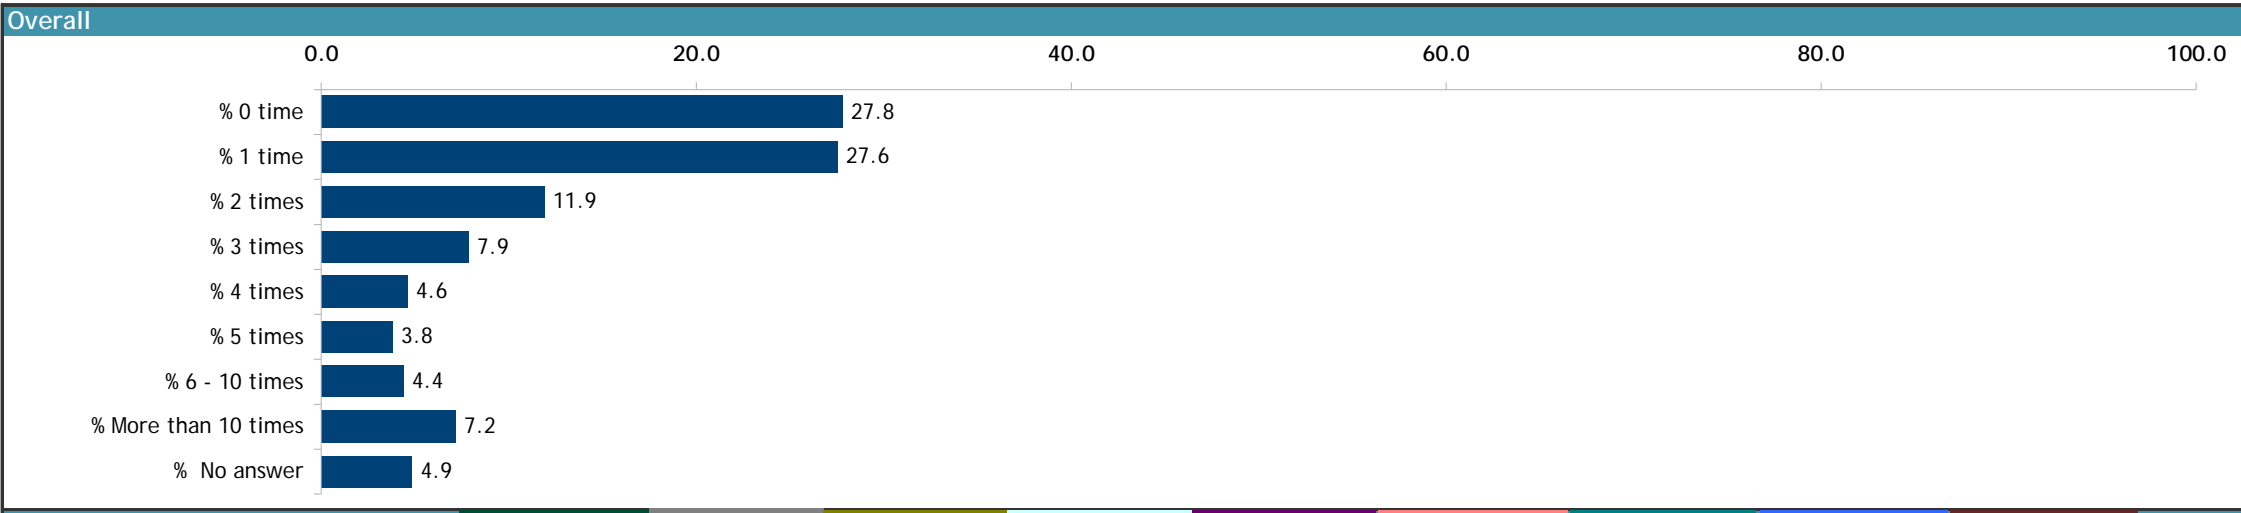 Overall
0.0 20.0 40.0 60.0 80.0 100.0
% 0 time 27.8
% 1 time 27.6
% 2 times 11.9
% 3 times 7.9
% 4 times 4.6
% 5 times 3.8
% 6 - 10 times 4.4
% More than 10 times 7.2
% No answer 4.9